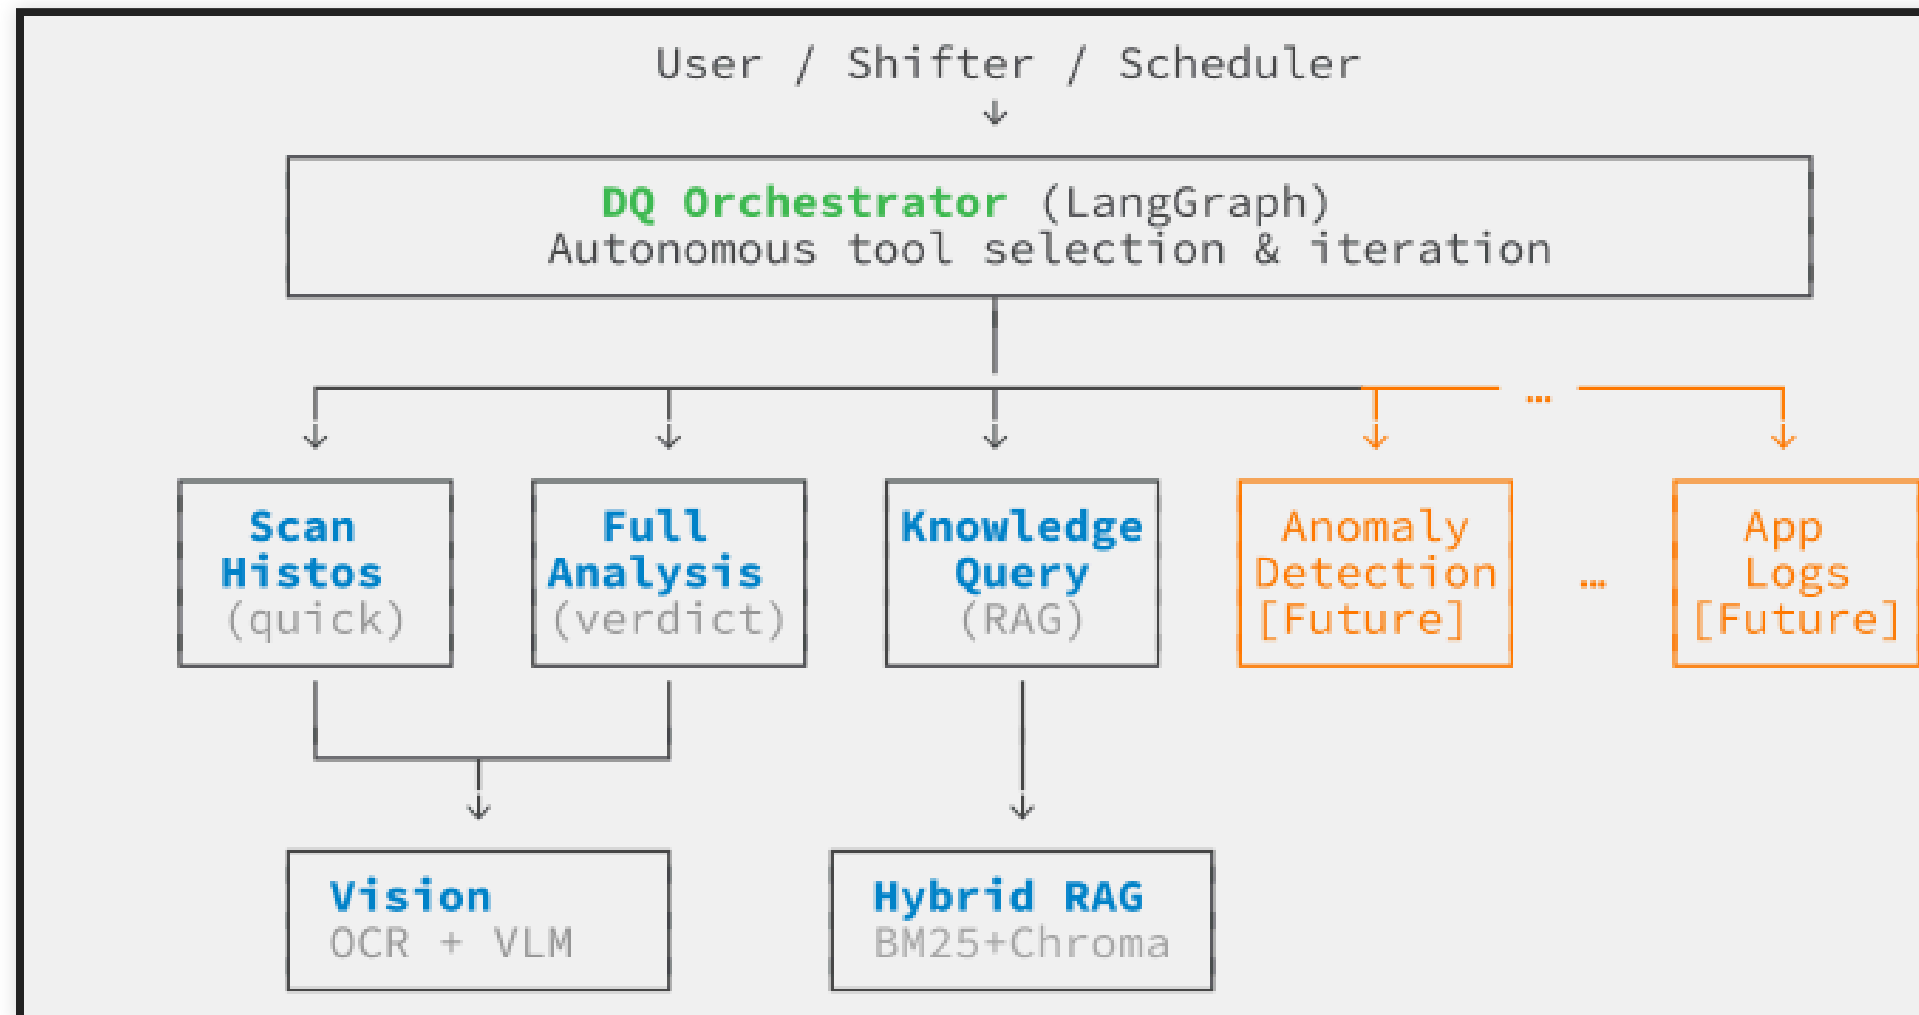 User / Shifter / Scheduler
DQ Orchestrator (LangGraph)
Autonomous tool selection & iteration
...
Scan
Histos
(quick)
Full
Analysis
(verdict)
Knowledge
Query
(RAG)
Anomaly
Detection
[Future]
...
App
Logs
[Future]
Vision
OCR + VLM
Hybrid RAG
BM25+Chroma